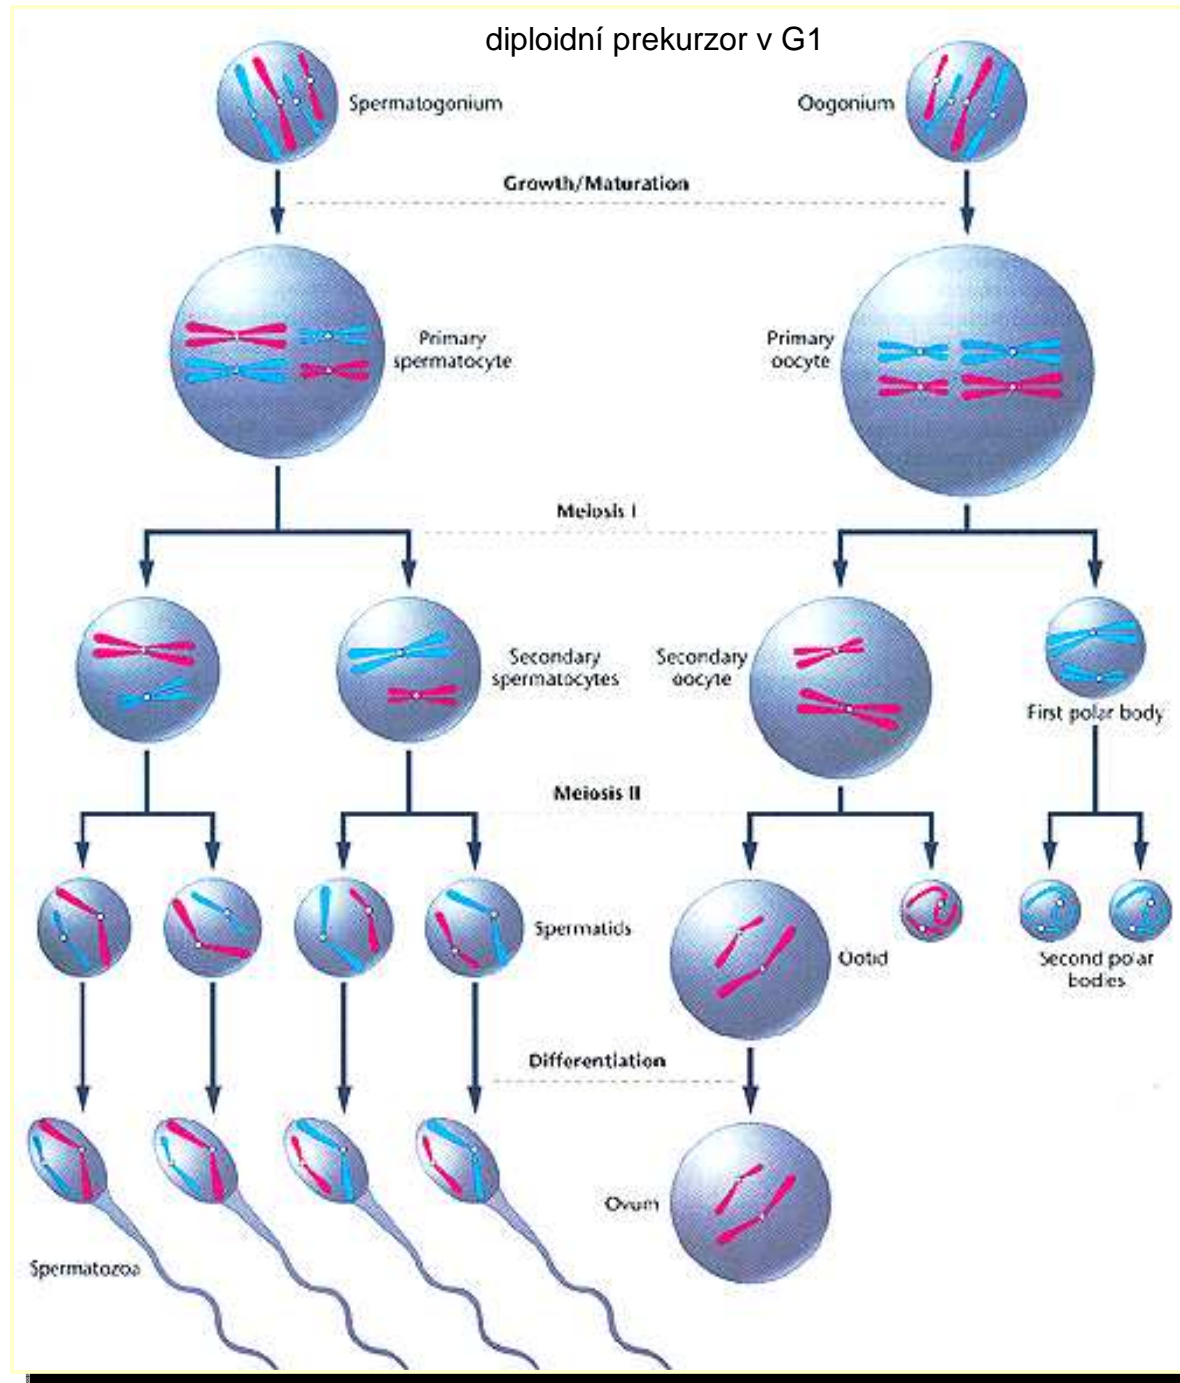 diploidní prekurzor v G1
Spermatogonium
Oogonium
Growth/Maturation
Primary
spermatocyte
Primary
oocyte
Meiosis I
Secondary
spermatocytes
Secondary
oocyte
First polar body
Meiosis II
Spermatids
Ootid
Second polar
bodies
Differentiation
Ovum
Spermatozoa